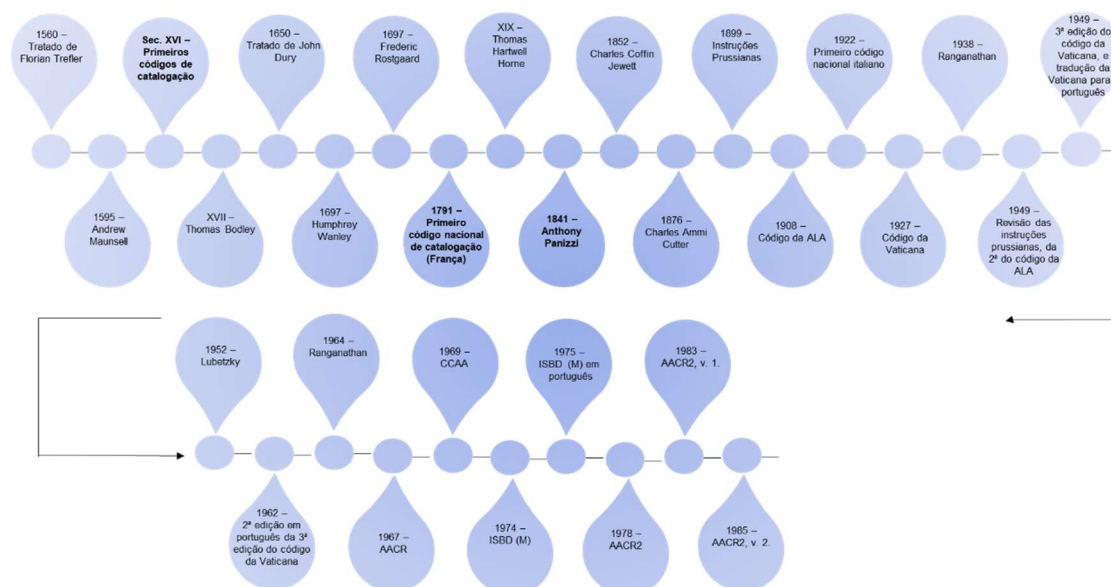 1560 –
Tratado de
Florian Trefler
Sec. XVI –
Primeiros
códigos de
catalogação
1650 –
Tratado de John
Dury
1697 –
Frederic
Rostgaard
XIX –
Thomas
Hartwell
Horne
1852 –
Charles Coffin
Jewett
1899 –
Instruções
Prussianas
1922 –
Primeiro código
nacional italiano
1938 –
Ranganathan
1949 –
3ª edição do
código da
Vaticana, e
tradução da
Vaticana para
português
1595 –
Andrew
Maunsell
XVII –
Thomas Bodley
1697 –
Humphrey
Wanley
1791 –
Primeiro
código nacional
de catalogação
(França)
1841 –
Anthony
Panizzi
1876 –
Charles Ammi
Cutter
1908 –
Código da ALA
1927 –
Código da
Vaticana
1949 –
Revisão das
instruções
prussianas, da
2ª do código da
ALA
1952 –
Lubetzky
1964 –
Ranganathan
1969 –
CCAA
1975 –
ISBD (M) em
português
1983 –
AACR2, v. 1.
1962 –
2ª edição em
português da 3ª
edição do código
da Vaticana
1967 –
AACR
1974 –
ISBD (M)
1978 –
AACR2
1985 –
AACR2, v. 2.